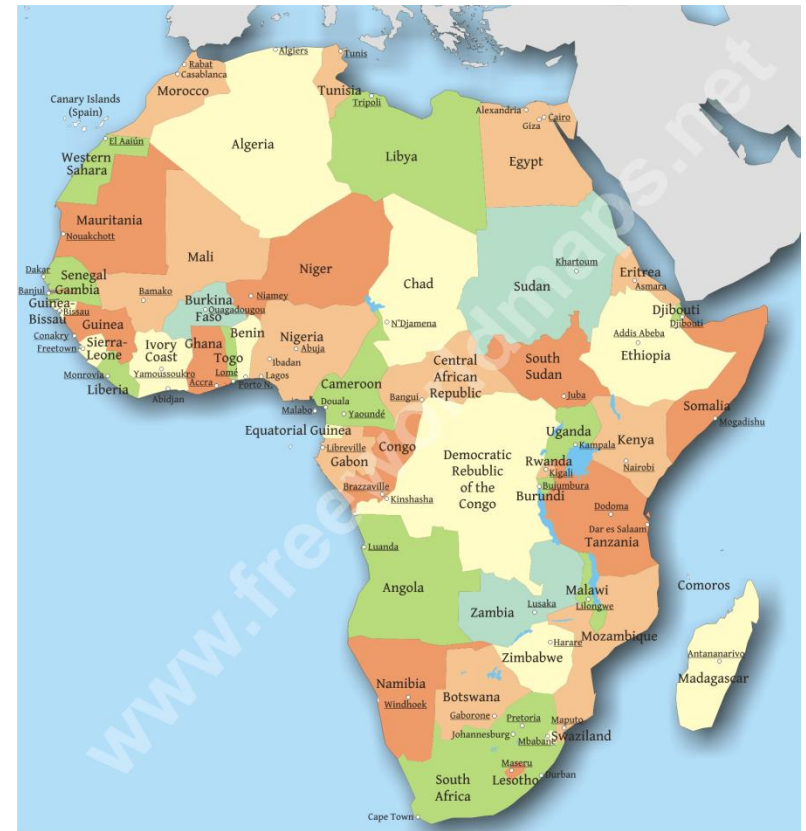 Algiers
Tunis
Rabat
Casablanca
Morocco
Tunisia
Tripoli
Canary Islands
(Spain)
Alexandria
Cairo
Giza
El Aaiún
Algeria
Libya
Egypt
Western
Sahara
Mauritania
Nouakchott
Mali
Niger
Chad
Sudan
Khartoum
Eritrea
Asmara
Dakar
Senegal
Banjul
Gambia
Bamako
Burkina
Faso
Ouagadougou
Niamey
N'Djamena
Djibouti
Djibouti
Guinea-
Bissau
Bissau
Guinea
Conakry
Freetown
Sierra-
Leone
Ivory
Coast
Yamoussoukro
Ghana
Togo
Benin
Nigeria
Abuja
Ibadan
Lagos
Lomé
Porto N.
Accra
Abidjan
Monrovia
Liberia
Addis Abeba
Ethiopia
Central
African
Republic
Bangui
South
Sudan
Juba
Cameroon
Douala
Yaoundé
Malabo
Equatorial Guinea
Somalia
Mogadishu
Uganda
Kampala
Kenya
Nairobi
Libreville
Gabon
Congo
Brazzaville
Kinshasha
Democratic
Republic
of the
Congo
Rwanda
Kigali
Bujumbura
Burundi
Dodoma
Dar es Salaam
Tanzania
Luanda
Angola
Zambia
Lusaka
Malawi
Lilongwe
Comoros
Mozambique
Harare
Zimbabwe
Antananarivo
Madagascar
Namibia
Windhoek
Botswana
Gaborone
Pretoria
Johannesburg
Maputo
Mbabane
Swaziland
Maseru
Lesotho
Durban
South
Africa
Cape Town
www.freeworldmaps.net